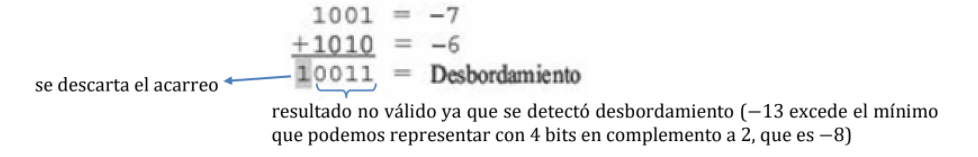 1001 = −7
+1010 = −6
10011 = Desbordamiento
se descarta el acarreo
resultado no válido ya que se detectó desbordamiento (−13 excede el mínimo
que podemos representar con 4 bits en complemento a 2, que es −8)